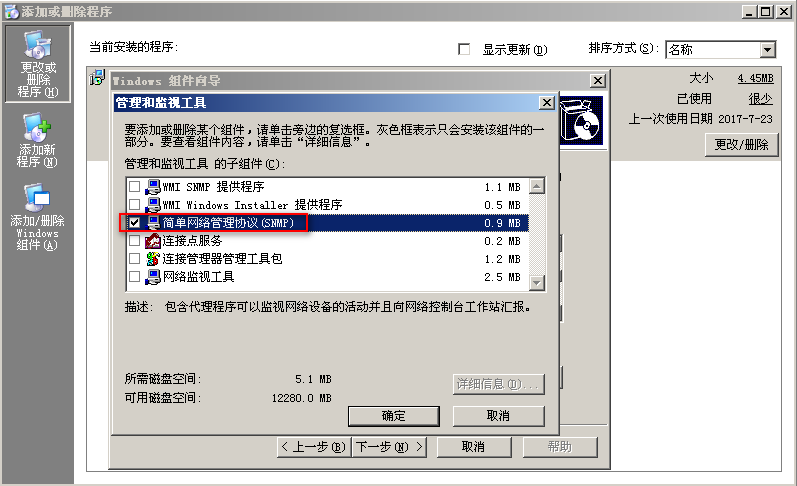 添加或删除程序
更改或
删除
程序(H)
添加新
程序(N)
添加/删除
Windows
组件(A)
当前安装的程序:
显示更新(D)
排序方式(S):
名称
大小 4.45MB
已使用 很少
上一次使用日期 2017-7-23
更改/删除
Windows 组件向导
管理和监视工具
要添加或删除某个组件，请单击旁边的复选框。灰色框表示只会安装该组件的一
部分。要查看组件内容，请单击“详细信息”。
管理和监视工具 的子组件(C):
WMI SNMP 提供程序 1.1 MB
WMI Windows Installer 提供程序 0.5 MB
简单网络管理协议(SNMP) 0.9 MB
连接点服务 0.2 MB
连接管理器管理工具包 1.2 MB
网络监视工具 2.5 MB
描述: 包含代理程序可以监视网络设备的活动并且向网络控制台工作站汇报。
所需磁盘空间: 5.1 MB
可用磁盘空间: 12280.0 MB
详细信息(D)...
确定
取消
< 上一步(B)
下一步(N) >
取消
帮助